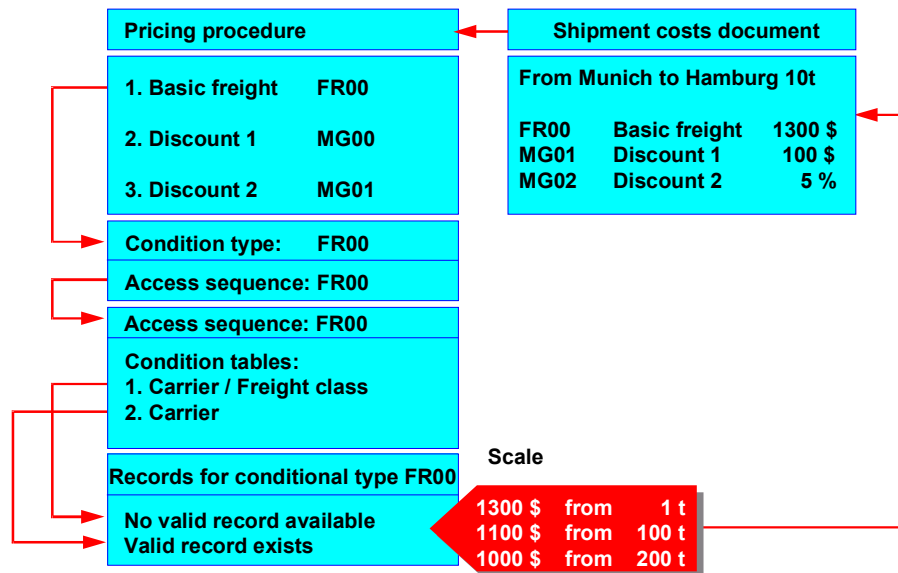 Pricing procedure
Shipment costs document
1. Basic freight FR00
2. Discount 1 MG00
3. Discount 2 MG01
From Munich to Hamburg 10t
FR00 Basic freight 1300 $
MG01 Discount 1 100 $
MG02 Discount 2 5 %
Condition type: FR00
Access sequence: FR00
Access sequence: FR00
Condition tables:
1. Carrier / Freight class
2. Carrier
Records for conditional type FR00
No valid record available
Valid record exists
Scale
1300 $ from 1 t
1100 $ from 100 t
1000 $ from 200 t